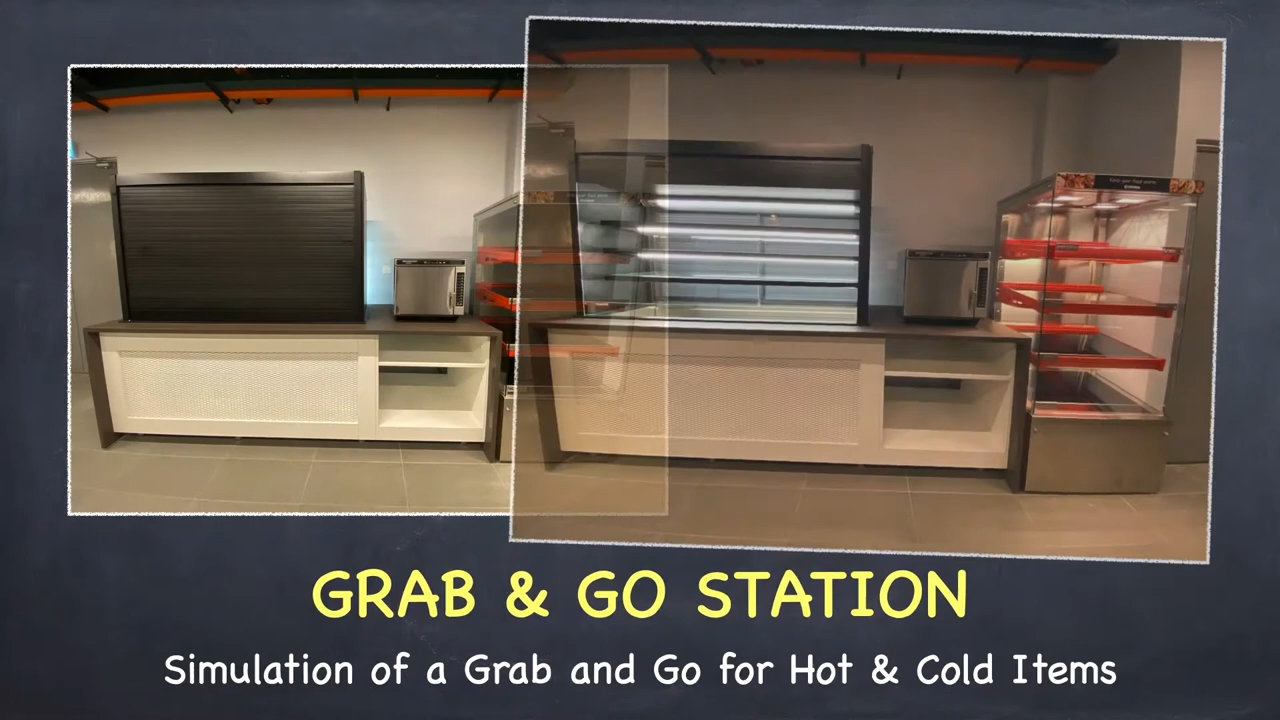 GRAB & GO STATION
Simulation of a Grab and Go for Hot & Cold Items